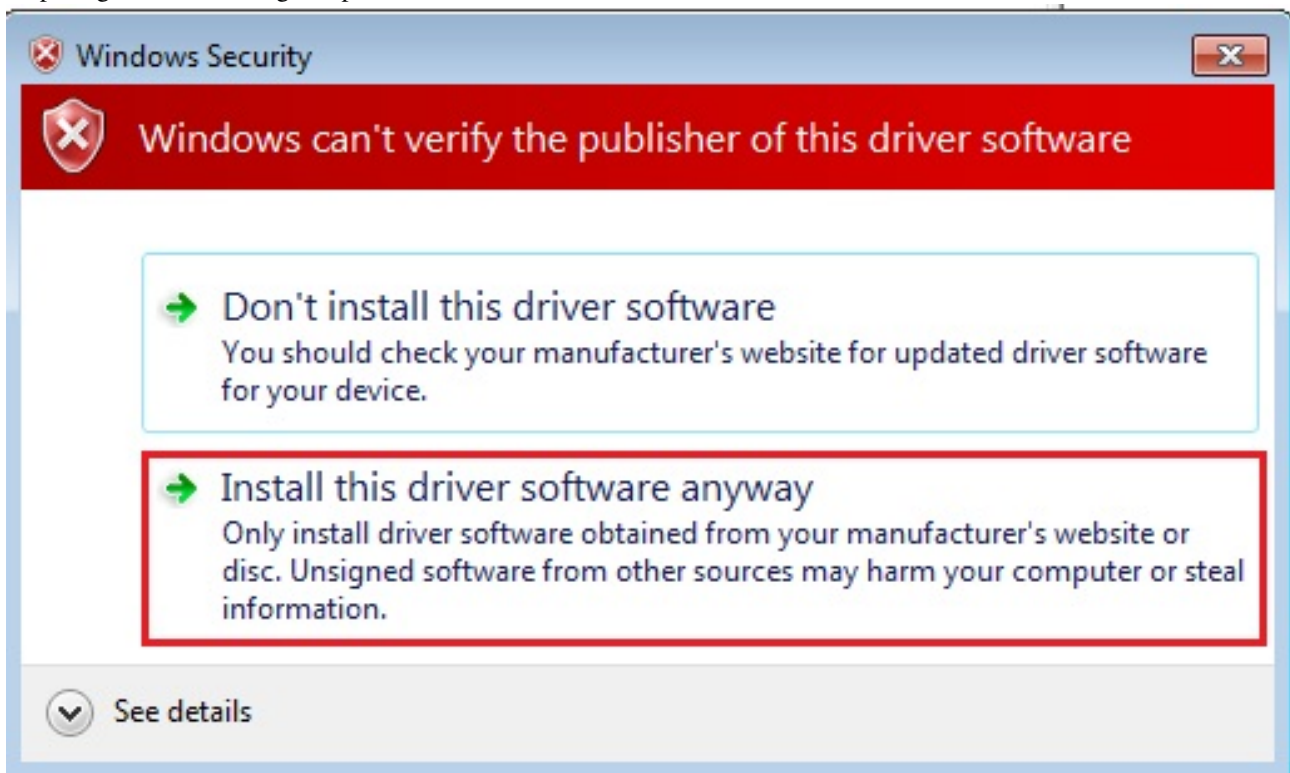 Windows Security
Windows can't verify the publisher of this driver software
Don't install this driver software
You should check your manufacturer's website for updated driver software
for your device.
Install this driver software anyway
Only install driver software obtained from your manufacturer's website or
disc. Unsigned software from other sources may harm your computer or steal
information.
See details